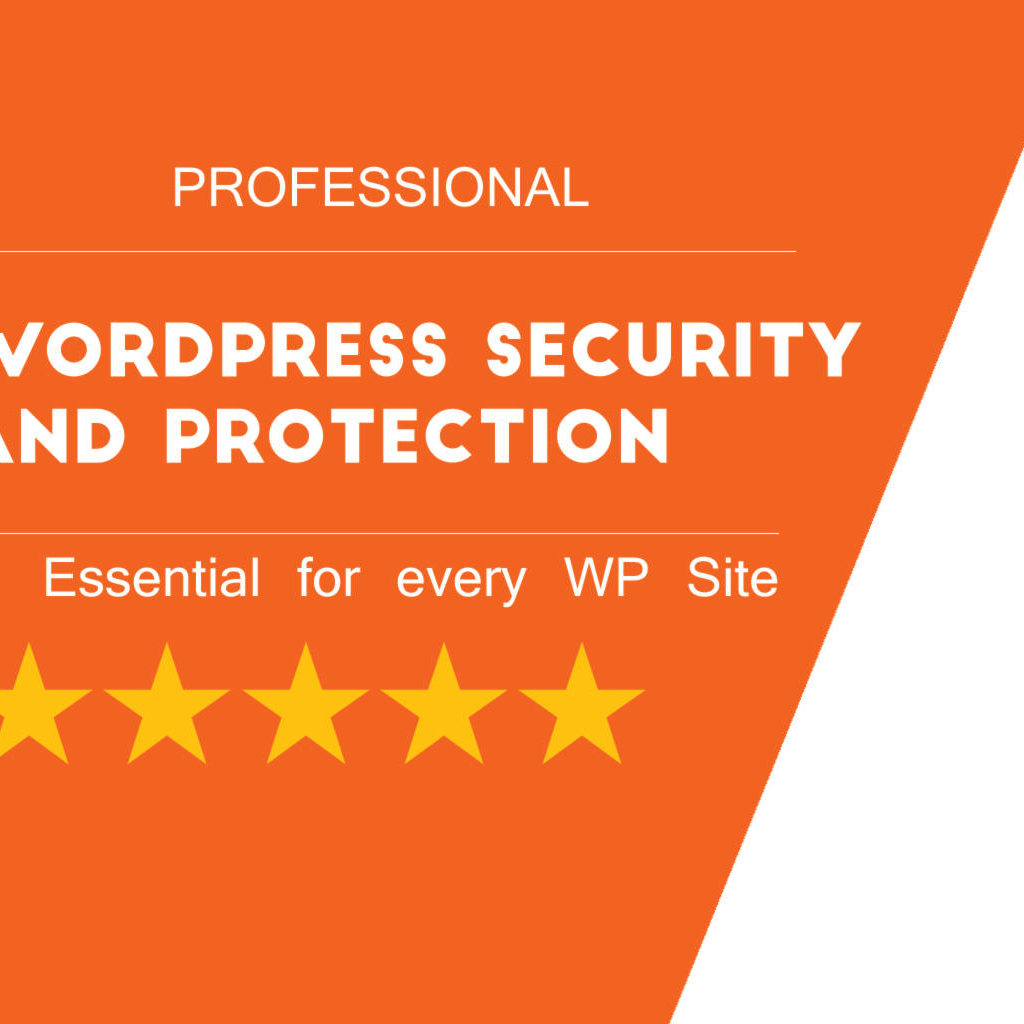 PROFESSIONAL
WORDPRESS SECURITY
AND PROTECTION
Essential for every WP Site